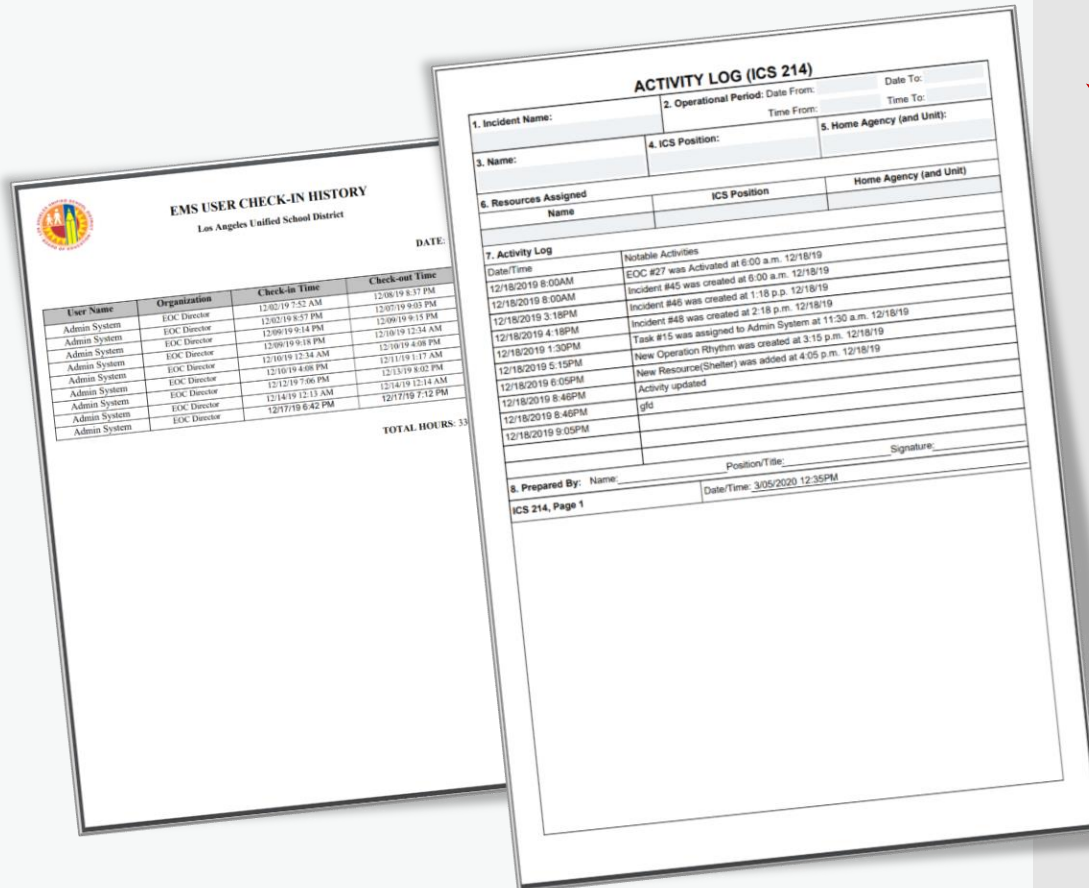 EMS USER CHECK-IN HISTORY
Los Angeles Unified School District
DATE:
User Name Organization Check-in Time Check-out Time
Admin System EOC Director 12/02/19 7:52 AM 12/08/19 8:37 PM
Admin System EOC Director 12/02/19 8:57 PM 12/07/19 9:03 PM
Admin System EOC Director 12/09/19 9:14 PM 12/09/19 9:15 PM
Admin System EOC Director 12/09/19 9:18 PM 12/10/19 12:34 AM
Admin System EOC Director 12/10/19 12:34 AM 12/10/19 4:08 PM
Admin System EOC Director 12/10/19 4:08 PM 12/11/19 1:17 AM
Admin System EOC Director 12/12/19 7:06 PM 12/13/19 8:02 PM
Admin System EOC Director 12/14/19 12:13 AM 12/14/19 12:14 AM
Admin System EOC Director 12/17/19 6:42 PM 12/17/19 7:12 PM
TOTAL HOURS: 33
ACTIVITY LOG (ICS 214)
1. Incident Name:
2. Operational Period: Date From: Date To:
Time From: Time To:
3. Name:
4. ICS Position:
5. Home Agency (and Unit):
6. Resources Assigned
Name ICS Position Home Agency (and Unit)
7. Activity Log
Date/Time Notable Activities
12/18/2019 8:00AM EOC #27 was Activated at 6:00 a.m. 12/18/19
12/18/2019 8:00AM Incident #45 was created at 6:00 a.m. 12/18/19
12/18/2019 3:18PM Incident #46 was created at 1:18 p.p. 12/18/19
12/18/2019 4:18PM Incident #48 was created at 2:18 p.m. 12/18/19
12/18/2019 1:30PM Task #15 was assigned to Admin System at 11:30 a.m. 12/18/19
12/18/2019 5:15PM New Operation Rhythm was created at 3:15 p.m. 12/18/19
12/18/2019 6:05PM New Resource(Shelter) was added at 4:05 p.m. 12/18/19
12/18/2019 8:46PM Activity updated
12/18/2019 8:46PM gfd
12/18/2019 9:05PM
8. Prepared By: Name: Position/Title: Signature:
ICS 214, Page 1 Date/Time: 3/05/2020 12:35PM